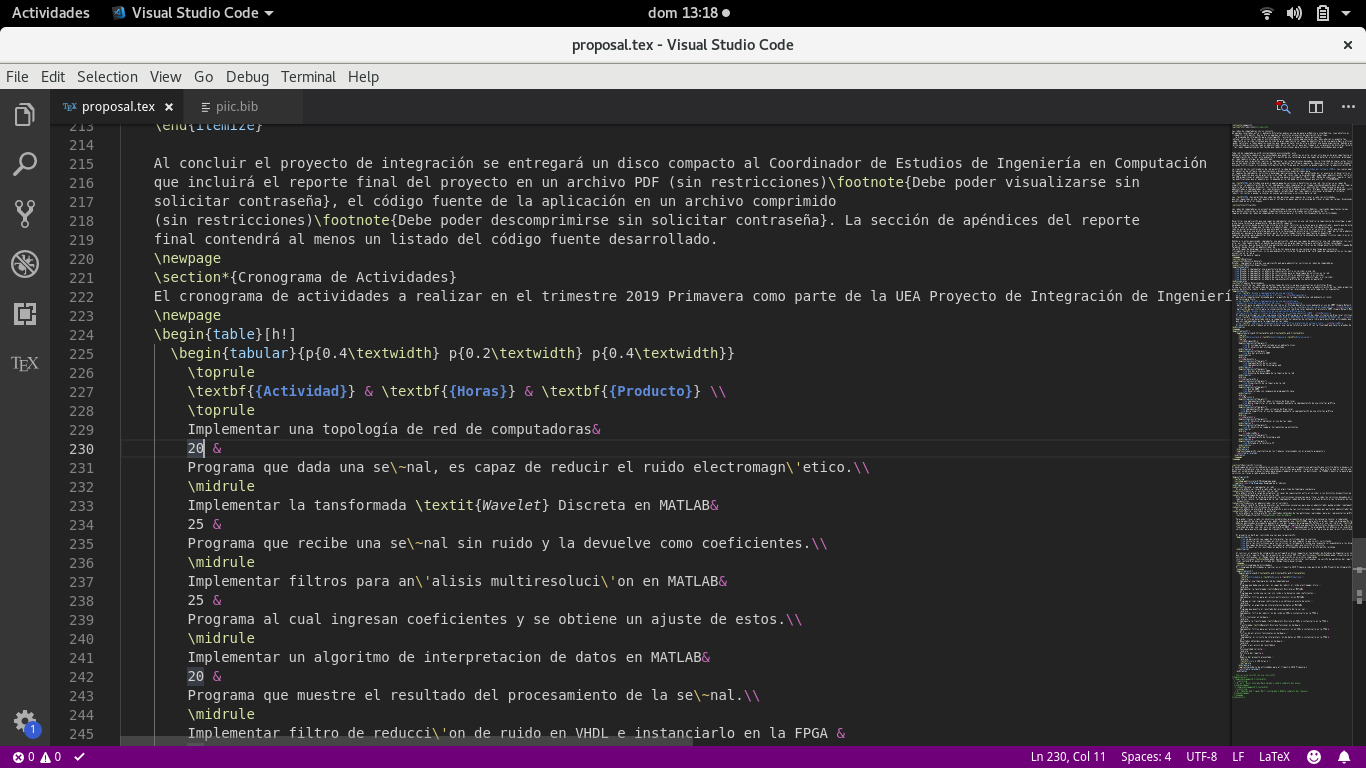 Actividades Visual Studio Code dom 13:18
proposal.tex - Visual Studio Code ×
File Edit Selection View Go Debug Terminal Help
TEX proposal.tex × piic.bib ...
213 \end{itemize}
214
215 Al concluir el proyecto de integración se entregará un disco compacto al Coordinador de Estudios de Ingeniería en Computación
216 que incluirá el reporte final del proyecto en un archivo PDF (sin restricciones)\footnote{Debe poder visualizarse sin
217 solicitar contraseña}, el código fuente de la aplicación en un archivo comprimido
218 (sin restricciones)\footnote{Debe poder descomprimirse sin solicitar contraseña}. La sección de apéndices del reporte
219 final contendrá al menos un listado del código fuente desarrollado.
220 \newpage
221 \section*{Cronograma de Actividades}
222 El cronograma de actividades a realizar en el trimestre 2019 Primavera como parte de la UEA Proyecto de Integración de Ingenierí
223 \newpage
224 \begin{table}[h!]
225 \begin{tabular}{p{0.4\textwidth} p{0.2\textwidth} p{0.4\textwidth}}
226 \toprule
227 \textbf{{Actividad}} & \textbf{{Horas}} & \textbf{{Producto}} \\
228 \toprule
229 Implementar una topología de red de computadoras&
230 20 &
231 Programa que dada una se\~nal, es capaz de reducir el ruido electromagn\'etico.\\
232 \midrule
233 Implementar la tansformada \textit{Wavelet} Discreta en MATLAB&
234 25 &
235 Programa que recibe una se\~nal sin ruido y la devuelve como coeficientes.\\
236 \midrule
237 Implementar filtros para an\'alisis multiresoluci\'on en MATLAB&
238 25 &
239 Programa al cual ingresan coeficientes y se obtiene un ajuste de estos.\\
240 \midrule
241 Implementar un algoritmo de interpretacion de datos en MATLAB&
242 20 &
243 Programa que muestre el resultado del procesamiento de la se\~nal.\\
244 \midrule
245 Implementar filtro de reducci\'on de ruido en VHDL e instanciarlo en la FPGA &
TEX
1
0 0 Ln 230, Col 11 Spaces: 4 UTF-8 LF LaTeX